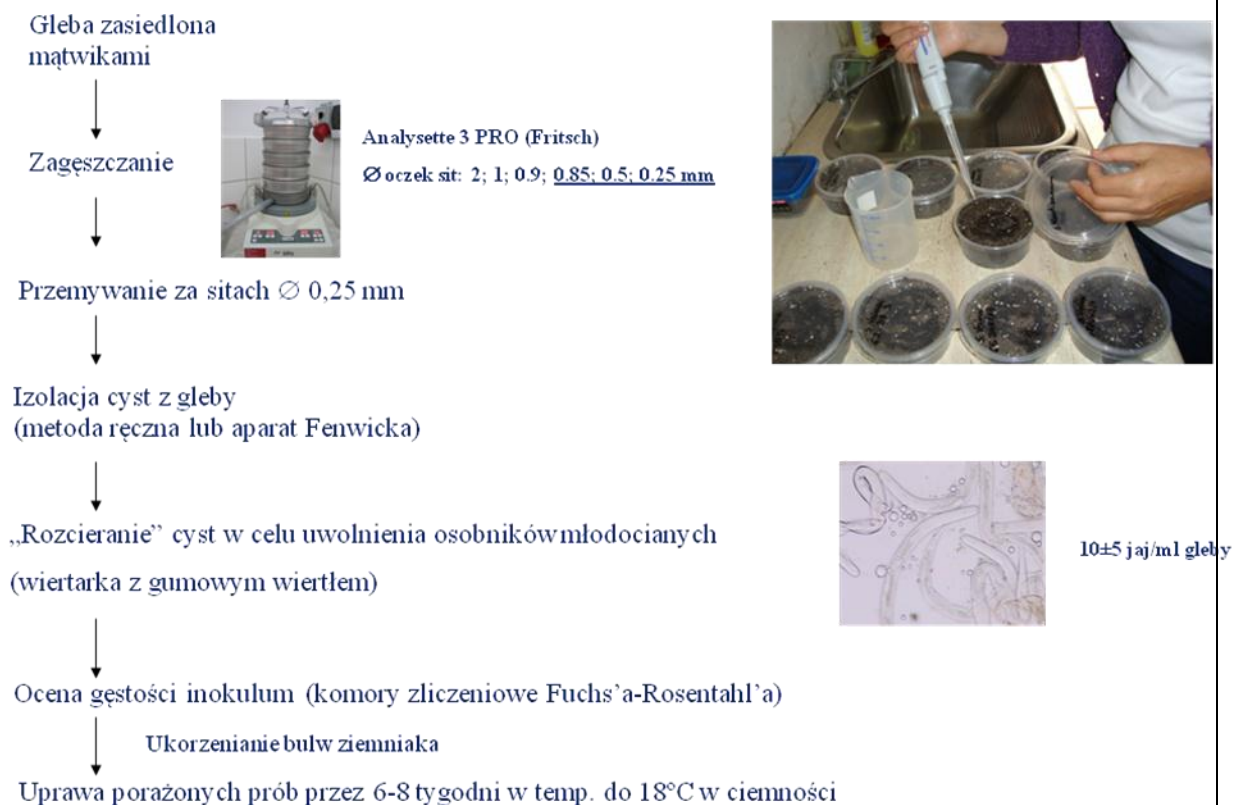 Gleba zasiedlona
mątwikami
Zagęszczanie
Analysette 3 PRO (Fritsch)
Ø oczek sit: 2; 1; 0.9; 0.85; 0.5; 0.25 mm
Przemywanie za sitach ∅ 0,25 mm
Izolacja cyst z gleby
(metoda ręczna lub aparat Fenwicka)
„Rozcieranie” cyst w celu uwolnienia osobników młodocianych
(wiertarka z gumowym wiertłem)
10±5 jaj/ml gleby
Ocena gęstości inokulum (komory zliczeniowe Fuchs’a-Rosentahl’a)
Ukorzenianie bulw ziemniaka
Uprawa porażonych prób przez 6-8 tygodni w temp. do 18°C w ciemności